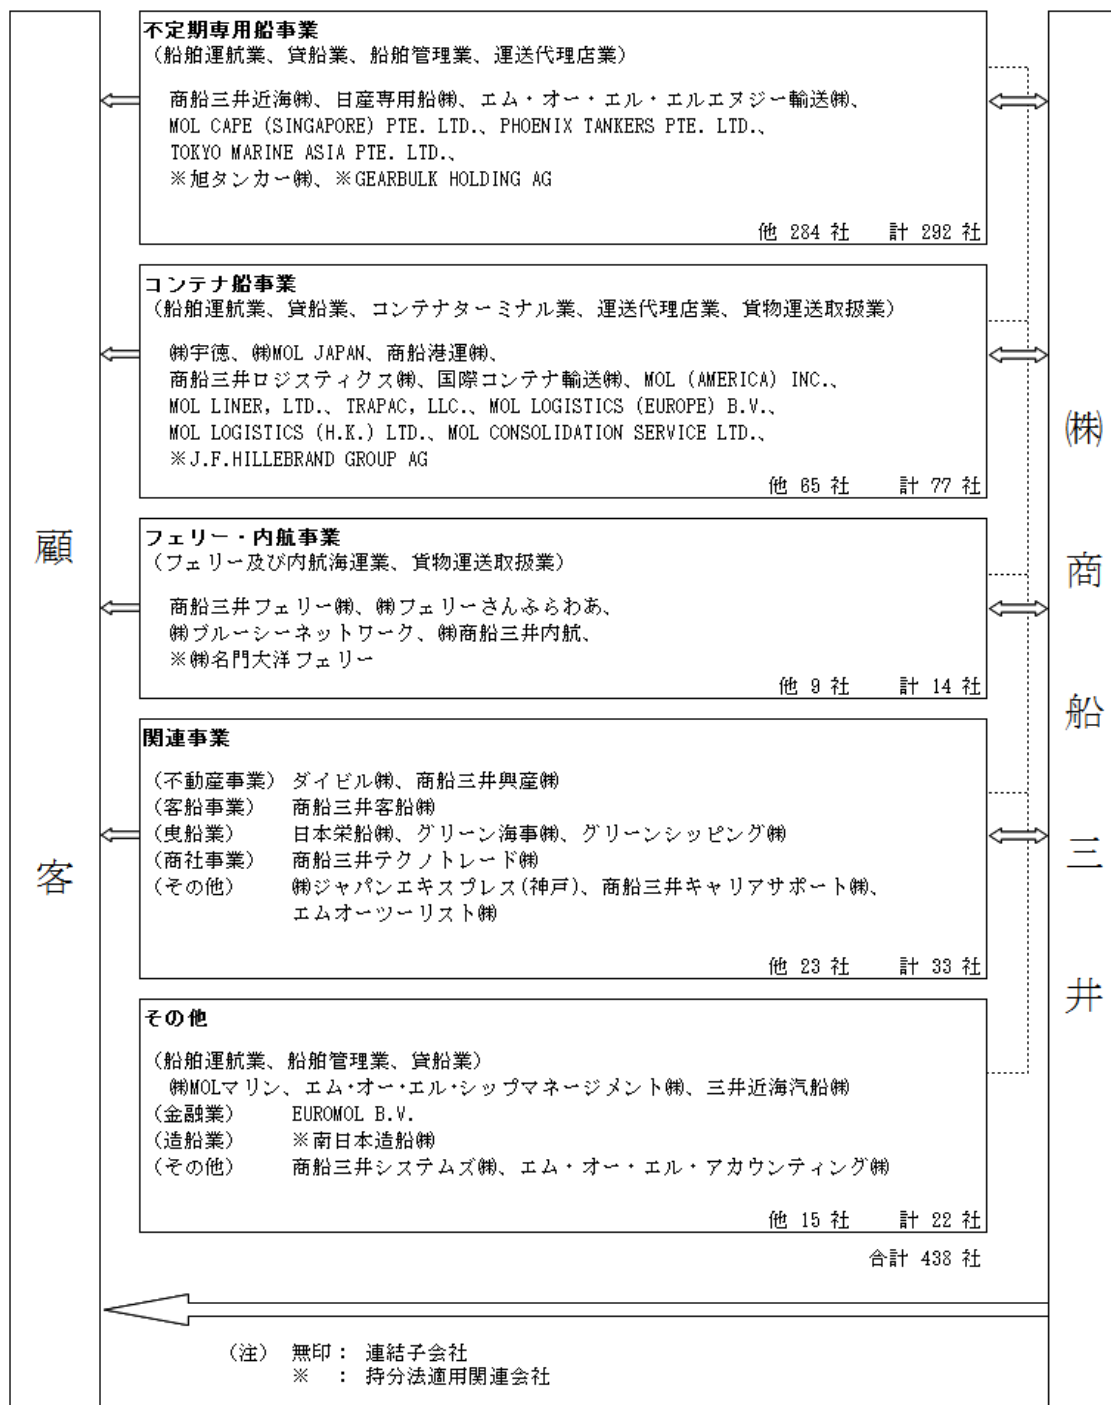 不定期専用船事業
（船舶運航業、貸船業、船舶管理業、運送代理店業）
商船三井近海㈱、日産専用船㈱、エム・オー・エル・エルエヌジー輸送㈱、
MOL CAPE (SINGAPORE) PTE. LTD.、PHOENIX TANKERS PTE. LTD.、
TOKYO MARINE ASIA PTE. LTD.、
※旭タンカー㈱、※GEARBULK HOLDING AG
他 284 社 計 292 社
コンテナ船事業
（船舶運航業、貸船業、コンテナターミナル業、運送代理店業、貨物運送取扱業）
㈱宇徳、㈱MOL JAPAN、商船港運㈱、
商船三井ロジスティクス㈱、国際コンテナ輸送㈱、MOL (AMERICA) INC.、
MOL LINER, LTD.、TRAPAC, LLC.、MOL LOGISTICS (EUROPE) B.V.、
MOL LOGISTICS (H.K.) LTD.、MOL CONSOLIDATION SERVICE LTD.、
※J.F.HILLEBRAND GROUP AG
他 65 社 計 77 社
フェリー・内航事業
（フェリー及び内航海運業、貨物運送取扱業）
商船三井フェリー㈱、㈱フェリーさんふらわあ、
㈱ブルーシーネットワーク、㈱商船三井内航、
※㈱名門大洋フェリー
他 9 社 計 14 社
関連事業
（不動産事業） ダイビル㈱、商船三井興産㈱
（客船事業） 商船三井客船㈱
（曳船業） 日本栄船㈱、グリーン海事㈱、グリーンシッピング㈱
（商社事業） 商船三井テクノトレード㈱
（その他） ㈱ジャパンエキスプレス(神戸)、商船三井キャリアサポート㈱、
エムオーツーリスト㈱
他 23 社 計 33 社
その他
（船舶運航業、船舶管理業、貸船業）
㈱MOLマリン、エム・オー・エル・シップマネージメント㈱、三井近海汽船㈱
（金融業） EUROMOL B.V.
（造船業） ※南日本造船㈱
（その他） 商船三井システムズ㈱、エム・オー・エル・アカウンティング㈱
他 15 社 計 22 社
合計 438 社
顧客
㈱商船三井
（注） 無印： 連結子会社
※ ： 持分法適用関連会社